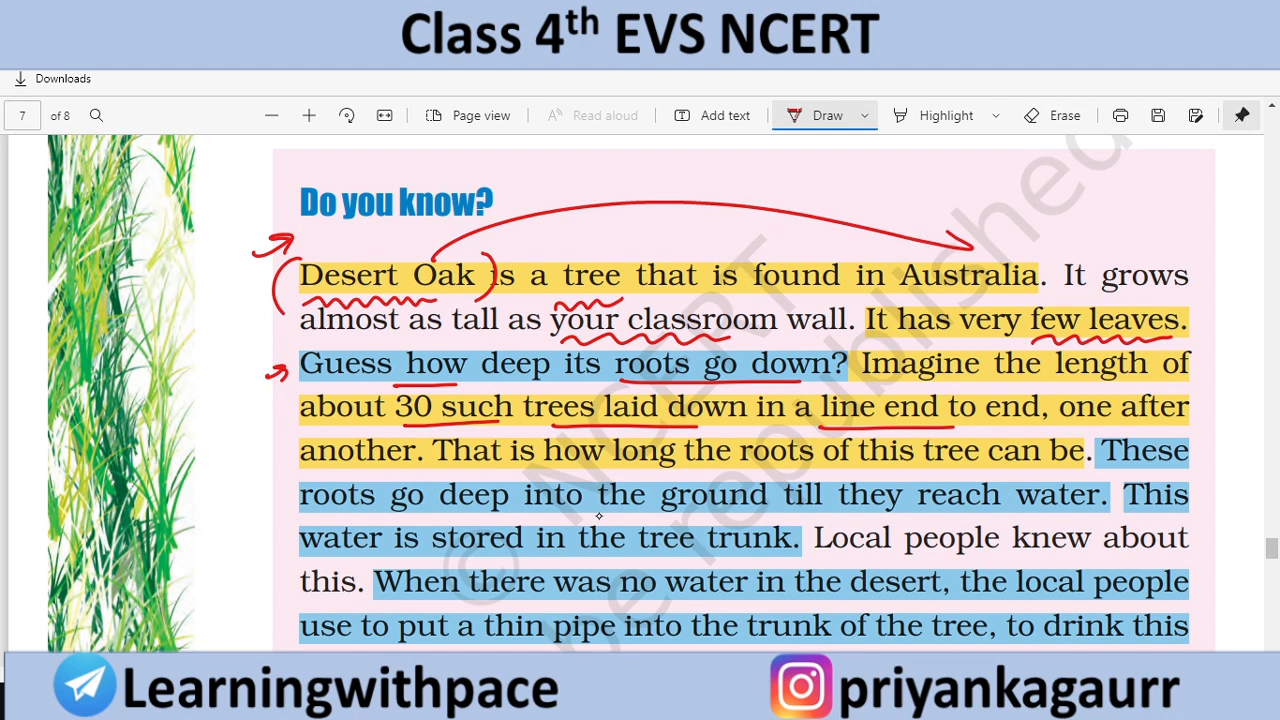 Class 4th EVS NCERT
Downloads
7 of 8 Page view Read aloud Add text Draw Highlight Erase
Do you know?
Desert Oak is a tree that is found in Australia. It grows
almost as tall as your classroom wall. It has very few leaves.
Guess how deep its roots go down? Imagine the length of
about 30 such trees laid down in a line end to end, one after
another. That is how long the roots of this tree can be. These
roots go deep into the ground till they reach water. This
water is stored in the tree trunk. Local people knew about
this. When there was no water in the desert, the local people
use to put a thin pipe into the trunk of the tree, to drink this
© NCERT
be republished
Learningwithpace priyankagaurr